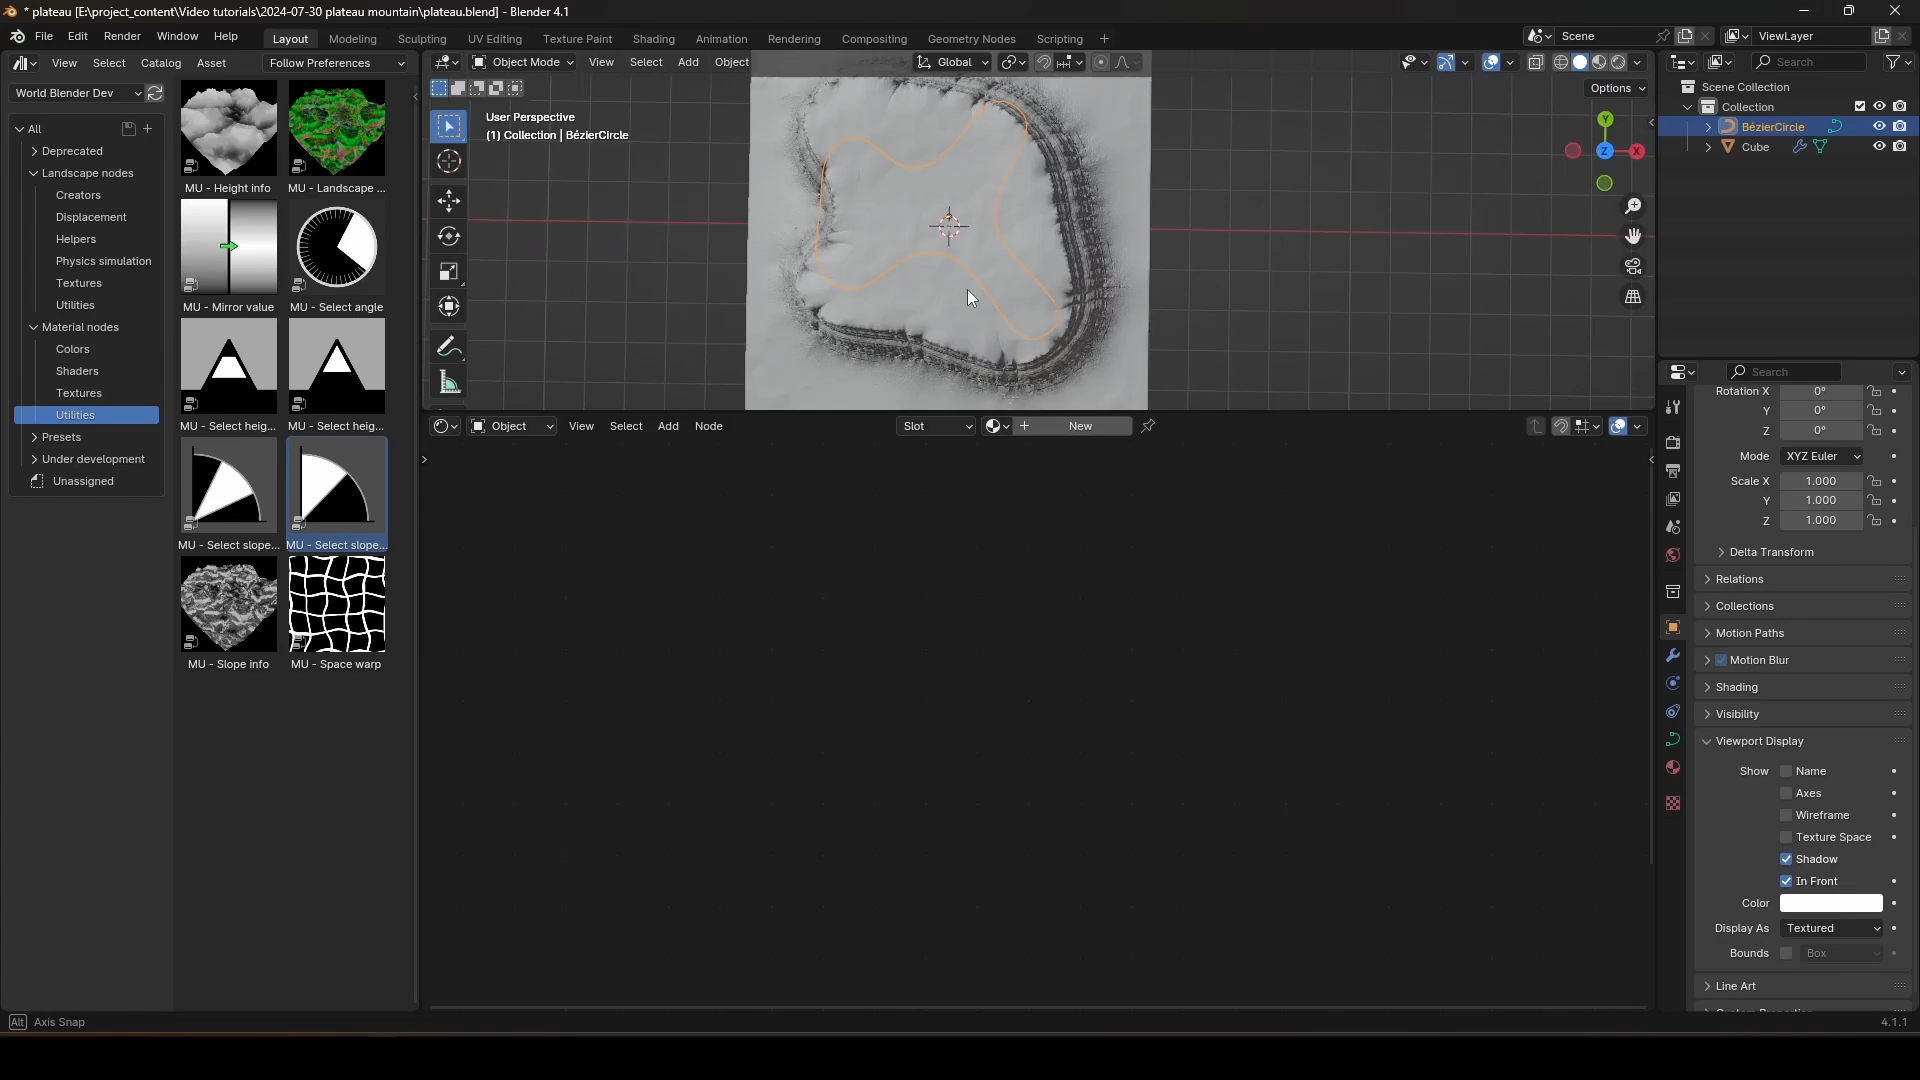 * plateau [E:\project_content\Video tutorials\2024-07-30 plateau mountain\plateau.blend] - Blender 4.1
File Edit Render Window Help
Layout Modeling Sculpting UV Editing Texture Paint Shading Animation Rendering Compositing Geometry Nodes Scripting +
Scene
ViewLayer
View Select Catalog Asset
Follow Preferences
Object Mode View Select Add Object
Global
Options
Search
World Blender Dev
All
Deprecated
Landscape nodes
Creators
Displacement
Helpers
Physics simulation
Textures
Utilities
Material nodes
Colors
Shaders
Textures
Utilities
Presets
Under development
Unassigned
MU - Height info
MU - Landscape ...
MU - Mirror value
MU - Select angle
MU - Select heig...
MU - Select heig...
MU - Select slope...
MU - Select slope...
MU - Slope info
MU - Space warp
User Perspective
(1) Collection | BézierCircle
Y
Z
X
Scene Collection
Collection
BézierCircle
Cube
Object View Select Add Node
Slot
New
Search
Rotation X 0°
Y 0°
Z 0°
Mode XYZ Euler
Scale X 1.000
Y 1.000
Z 1.000
Delta Transform
Relations
Collections
Motion Paths
Motion Blur
Shading
Visibility
Viewport Display
Show Name
Axes
Wireframe
Texture Space
Shadow
In Front
Color
Display As Textured
Bounds Box
Line Art
Alt Axis Snap
4.1.1